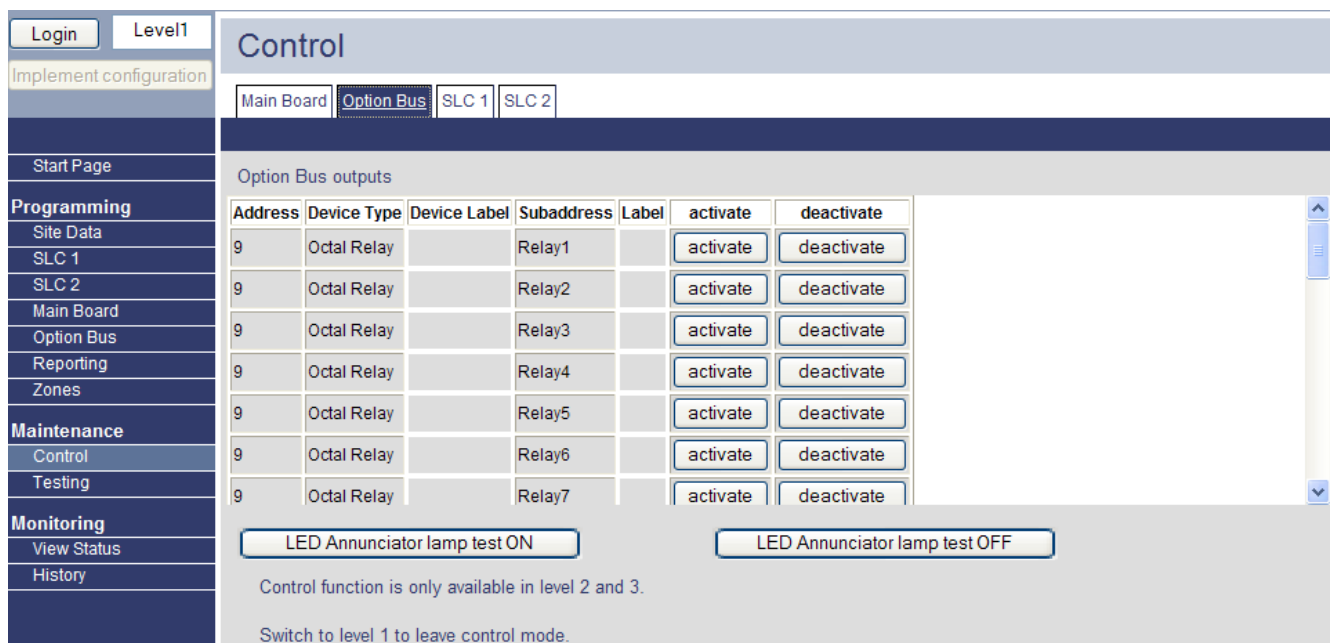 Login Level1
Implement configuration
Start Page
Programming
Site Data
SLC 1
SLC 2
Main Board
Option Bus
Reporting
Zones
Maintenance
Control
Testing
Monitoring
View Status
History
Control
Main Board Option Bus SLC 1 SLC 2
Option Bus outputs
Address Device Type Device Label Subaddress Label activate deactivate
9 Octal Relay Relay1 activate deactivate
9 Octal Relay Relay2 activate deactivate
9 Octal Relay Relay3 activate deactivate
9 Octal Relay Relay4 activate deactivate
9 Octal Relay Relay5 activate deactivate
9 Octal Relay Relay6 activate deactivate
9 Octal Relay Relay7 activate deactivate
LED Annunciator lamp test ON LED Annunciator lamp test OFF
Control function is only available in level 2 and 3.
Switch to level 1 to leave control mode.